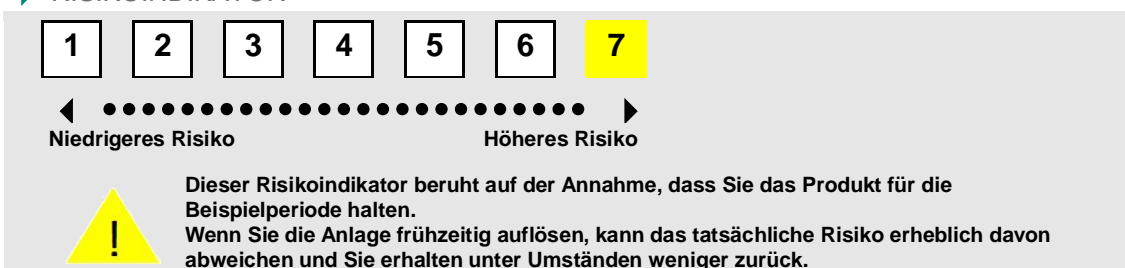 RISIKOINDIKATOR
1 2 3 4 5 6 7
Niedrigeres Risiko Höheres Risiko
Dieser Risikoindikator beruht auf der Annahme, dass Sie das Produkt für die
Beispielperiode halten.
! Wenn Sie die Anlage frühzeitig auflösen, kann das tatsächliche Risiko erheblich davon
abweichen und Sie erhalten unter Umständen weniger zurück.